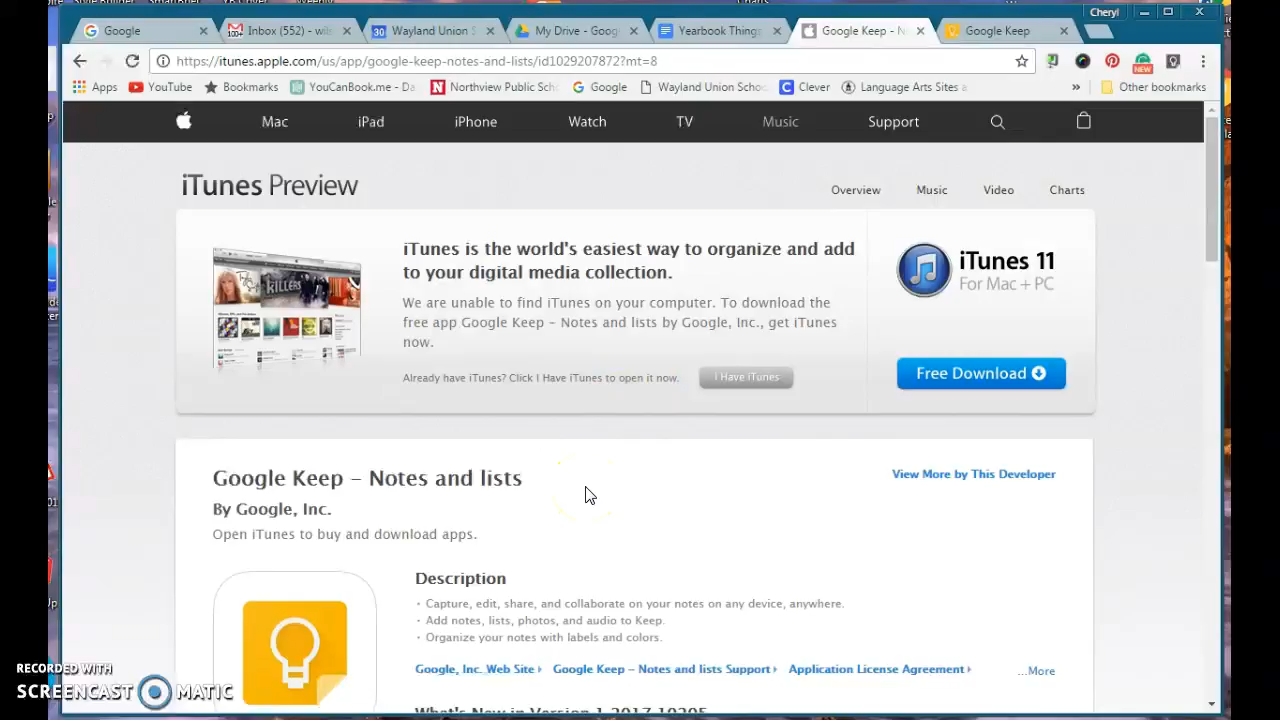 Cheryl
Google
Inbox (552) - wils
Wayland Union S
My Drive - Goog
Yearbook Things
Google Keep - N
Google Keep
https://itunes.apple.com/us/app/google-keep-notes-and-lists/id1029207872?mt=8
Apps
YouTube
Bookmarks
YouCanBook.me - Da
Northview Public Sch
Google
Wayland Union Scho
Clever
Language Arts Sites a
»
Other bookmarks
NEW
Mac
iPad
iPhone
Watch
TV
Music
Support
iTunes Preview
Overview
Music
Video
Charts
iTunes is the world's easiest way to organize and add
to your digital media collection.
We are unable to find iTunes on your computer. To download the
free app Google Keep – Notes and lists by Google, Inc., get iTunes
now.
Already have iTunes? Click I Have iTunes to open it now.
I Have iTunes
iTunes 11
For Mac + PC
Free Download
KILLERS
Google Keep – Notes and lists
By Google, Inc.
Open iTunes to buy and download apps.
View More by This Developer
Description
• Capture, edit, share, and collaborate on your notes on any device, anywhere.
• Add notes, lists, photos, and audio to Keep.
• Organize your notes with labels and colors.
Google, Inc. Web Site
Google Keep – Notes and lists Support
Application License Agreement
...More
What's New in Version 1.2017.10205
RECORDED WITH
SCREENCAST MATIC